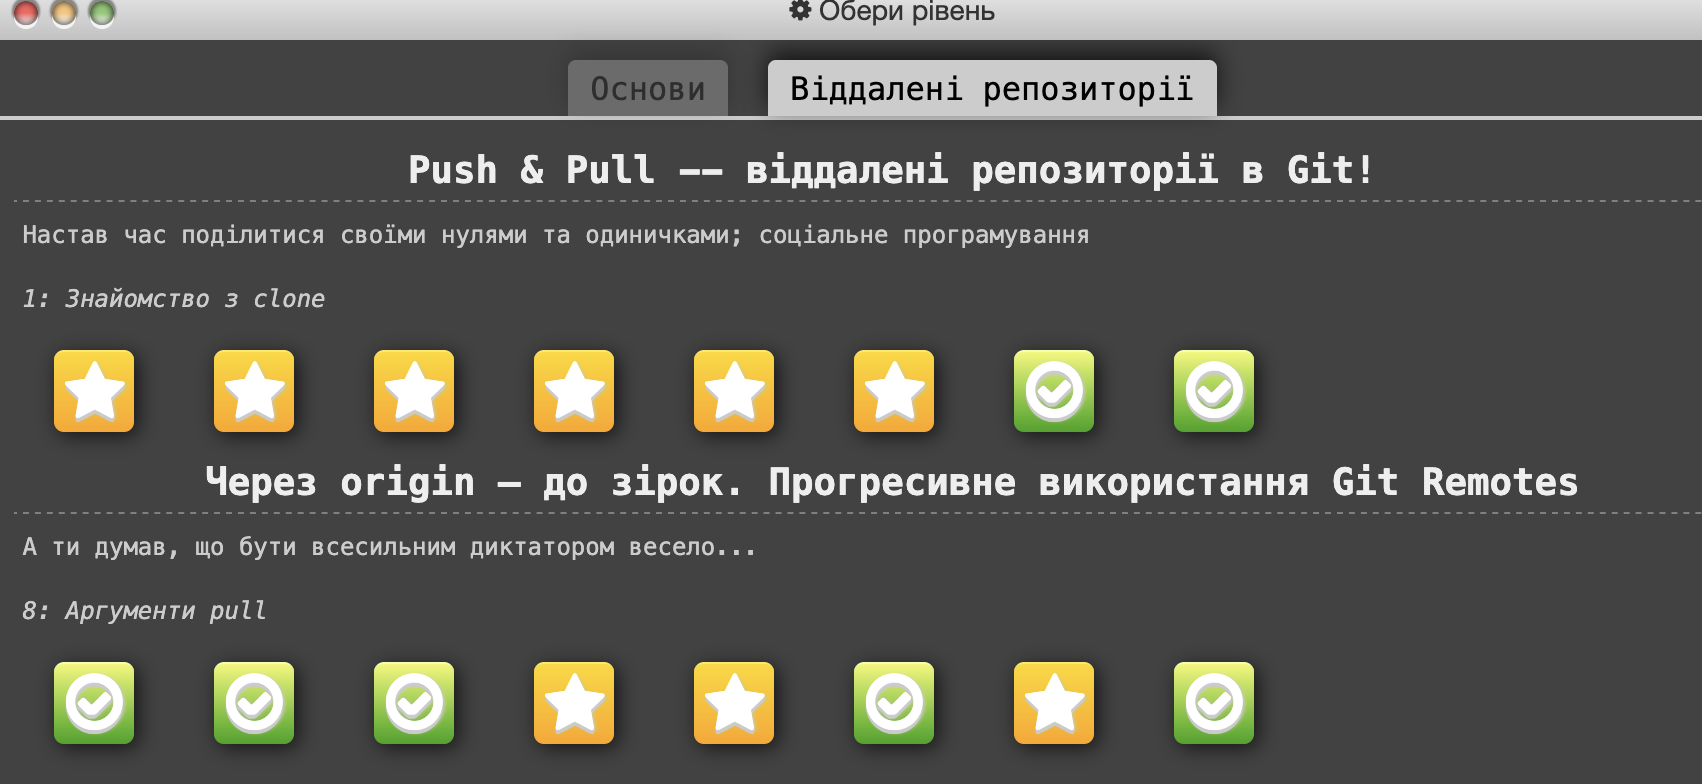 Обери рівень
Основи
Віддалені репозиторії
Push & Pull -- віддалені репозиторії в Git!
Настав час поділитися своїми нулями та одиничками; соціальне програмування
1: Знайомство з clone
Через origin – до зірок. Прогресивне використання Git Remotes
А ти думав, що бути всесильним диктатором весело...
8: Аргументи pull